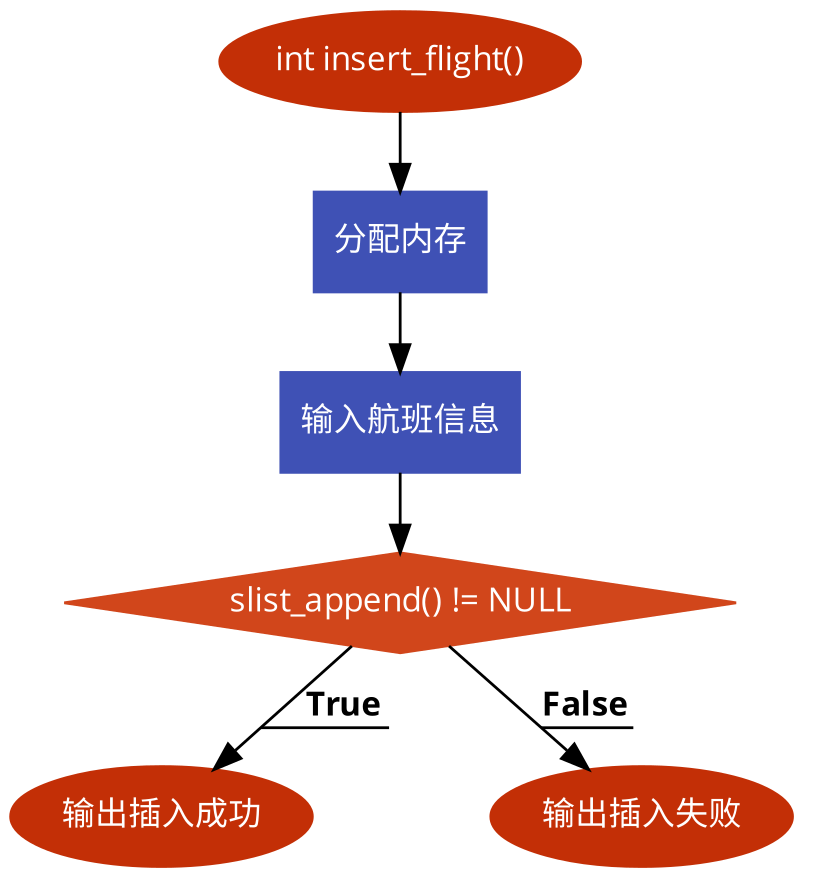 int insert_flight()
分配内存
输入航班信息
slist_append() != NULL
True
False
输出插入成功
输出插入失败